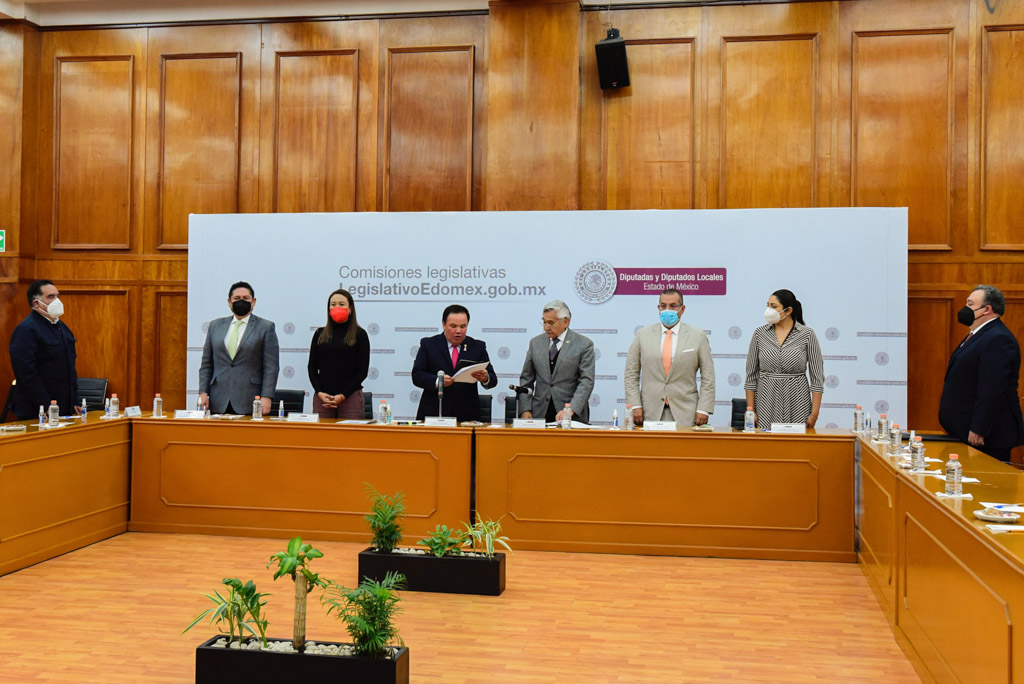 Comisiones legislativas
LegislativoEdomex.gob.mx
Diputadas y Diputados Locales
Estado de México